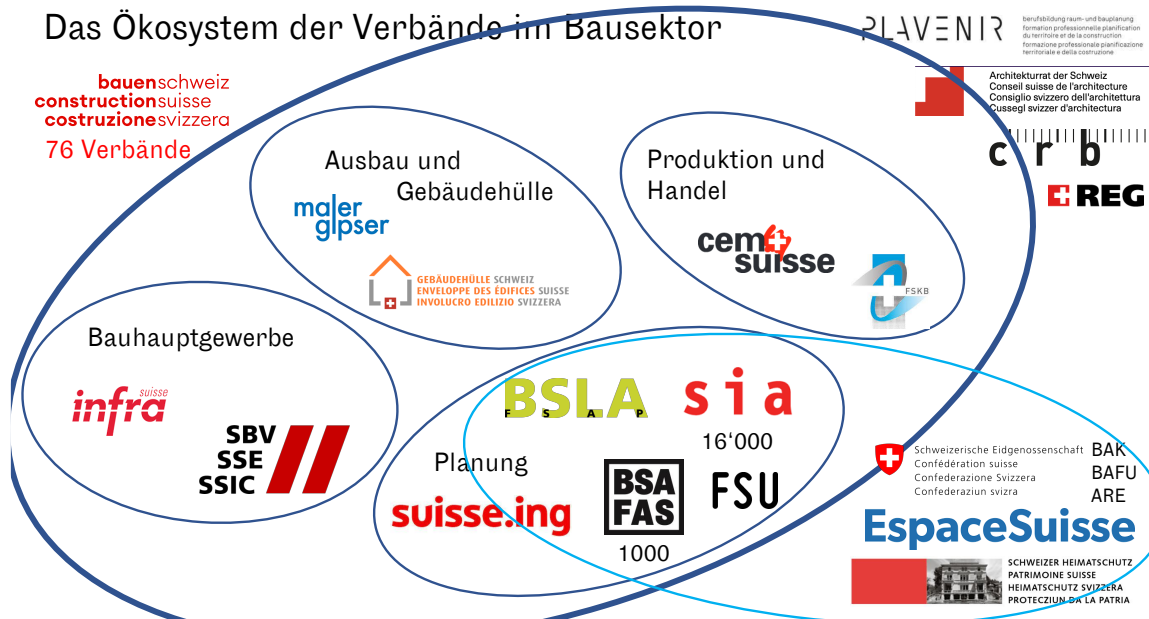 Das Ökosystem der Verbände im Bausektor
PLAVENIR
berufsbildung raum- und bauplanung
formation professionnelle planification
du territoire et de la construction
formazione professionale pianificazione
territoriale e della costruzione
bauenschweiz
constructionsuisse
costruzionesvizzera
76 Verbände
Architekturrat der Schweiz
Conseil suisse de l'architecture
Consiglio svizzero dell'architettura
Cussegl svizzer d'architectura
crb
REG
Ausbau und
Gebäudehülle
maler
gipser
GEBÄUDEHÜLLE SCHWEIZ
ENVELOPPE DES ÉDIFICES SUISSE
INVOLUCRO EDILIZIO SVIZZERA
Produktion und
Handel
cem
suisse
FSKB
Bauhauptgewerbe
infra
suisse
SBV
SSE
SSIC
BSLA
F S A P
sia
16‘000
Planung
suisse.ing
BSA
FAS
1000
FSU
Schweizerische Eidgenossenschaft
Confédération suisse
Confederazione Svizzera
Confederaziun svizra
BAK
BAFU
ARE
EspaceSuisse
SCHWEIZER HEIMATSCHUTZ
PATRIMOINE SUISSE
HEIMATSCHUTZ SVIZZERA
PROTECZIUN DA LA PATRIA